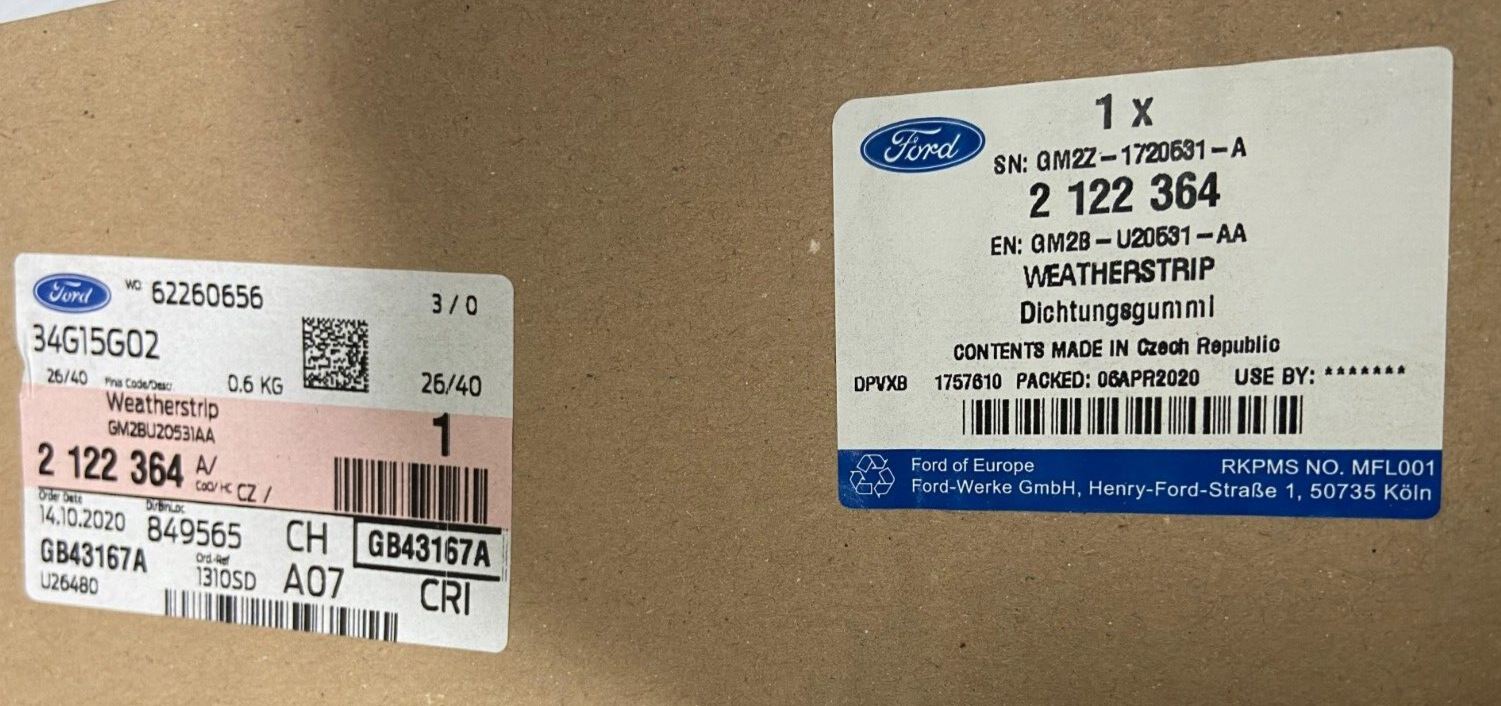 Ford
WO 62260656
3 / 0
34G15G02
26/40 Finis Code/Descr 0.6 KG
26/40
Weatherstrip
GM2BU20531AA
1
2 122 364 A/
CoO/HC CZ /
Order Date
14.10.2020
D/BinLoc
849565
CH
GB43167A
GB43167A
Ord.-Ref
1310SD
A07
CRI
U26480
Ford
1 x
SN: GM2Z-1720531-A
2 122 364
EN: GM2B-U20531-AA
WEATHERSTRIP
Dichtungsgummi
CONTENTS MADE IN Czech Republic
DPVXB 1757610 PACKED: 06APR2020 USE BY: *******
Ford of Europe RKPMS NO. MFL001
Ford-Werke GmbH, Henry-Ford-Straße 1, 50735 Köln